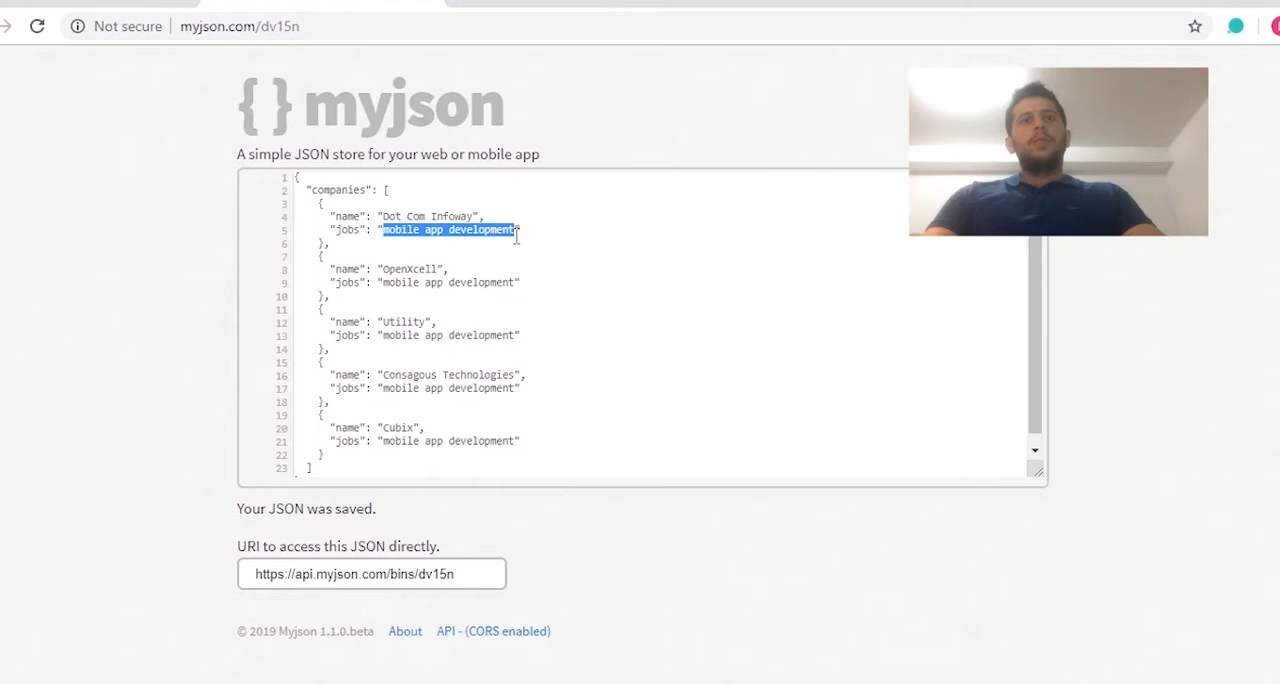 Not secure | myjson.com/dv15n
{ } myjson
A simple JSON store for your web or mobile app
1 {
2 "companies": [
3 {
4 "name": "Dot Com Infoway",
5 "jobs": "mobile app development"
6 },
7 {
8 "name": "OpenXcell",
9 "jobs": "mobile app development"
10 },
11 {
12 "name": "Utility",
13 "jobs": "mobile app development"
14 },
15 {
16 "name": "Consagous Technologies",
17 "jobs": "mobile app development"
18 },
19 {
20 "name": "Cubix",
21 "jobs": "mobile app development"
22 }
23 ]
Your JSON was saved.
URI to access this JSON directly.
https://api.myjson.com/bins/dv15n
© 2019 Myjson 1.1.0.beta About API - (CORS enabled)